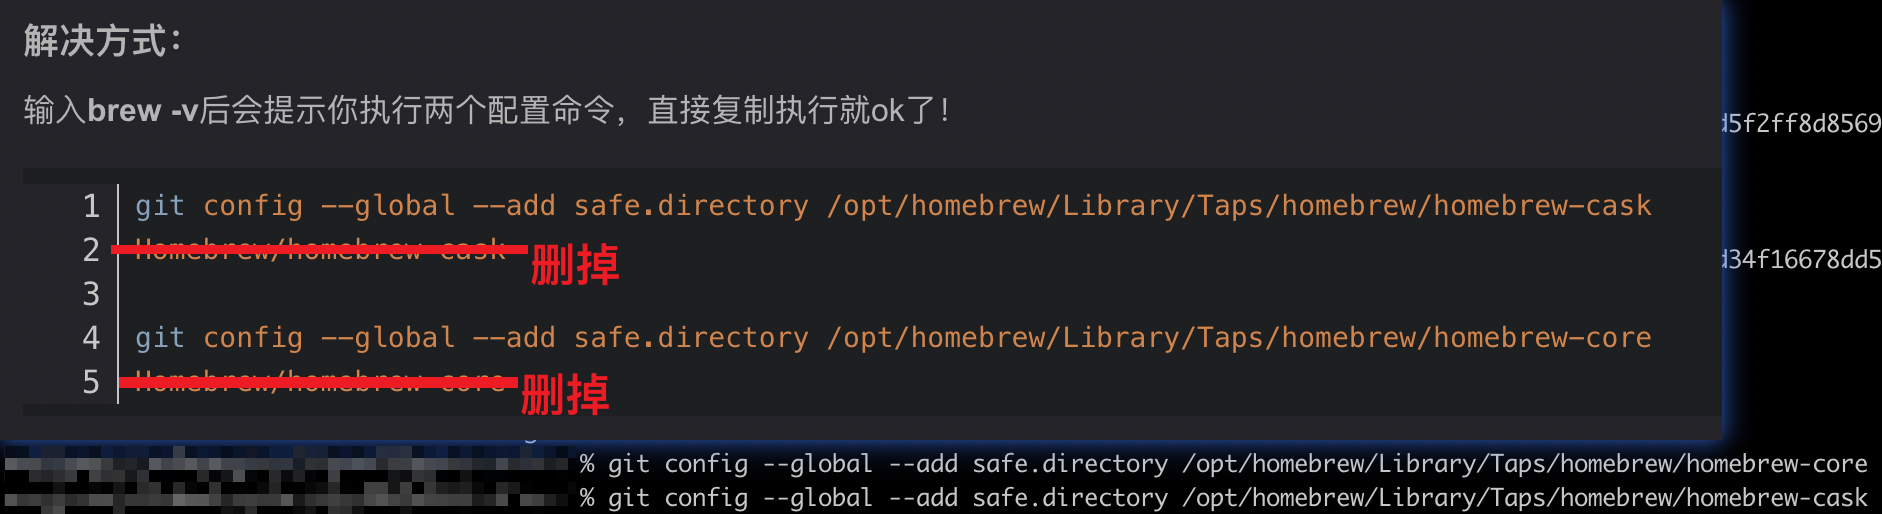 解决方式：
输入brew -v后会提示你执行两个配置命令，直接复制执行就ok了！
d5f2ff8d8569
1 git config --global --add safe.directory /opt/homebrew/Library/Taps/homebrew/homebrew-cask
2 Homebrew/homebrew-cask 删掉
d34f16678dd5
3
4 git config --global --add safe.directory /opt/homebrew/Library/Taps/homebrew/homebrew-core
5 Homebrew/homebrew-core 删掉
% git config --global --add safe.directory /opt/homebrew/Library/Taps/homebrew/homebrew-core
% git config --global --add safe.directory /opt/homebrew/Library/Taps/homebrew/homebrew-cask